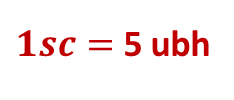 1sc = 5 ubh